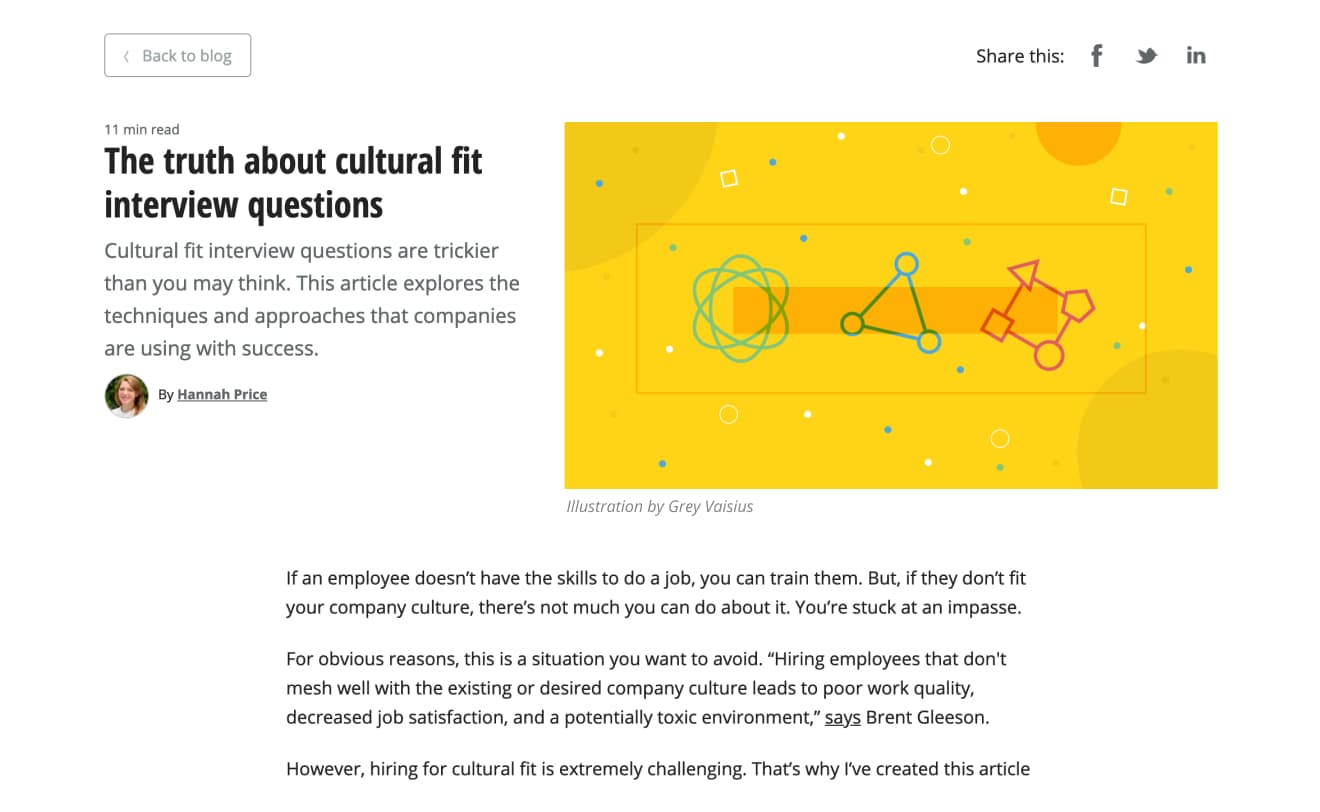 Back to blog
Share this:
11 min read
The truth about cultural fit
interview questions
Cultural fit interview questions are trickier
than you may think. This article explores the
techniques and approaches that companies
are using with success.
By Hannah Price
Illustration by Grey Vaisius
If an employee doesn’t have the skills to do a job, you can train them. But, if they don’t fit
your company culture, there’s not much you can do about it. You’re stuck at an impasse.
For obvious reasons, this is a situation you want to avoid. “Hiring employees that don't
mesh well with the existing or desired company culture leads to poor work quality,
decreased job satisfaction, and a potentially toxic environment,” says Brent Gleeson.
However, hiring for cultural fit is extremely challenging. That’s why I’ve created this article